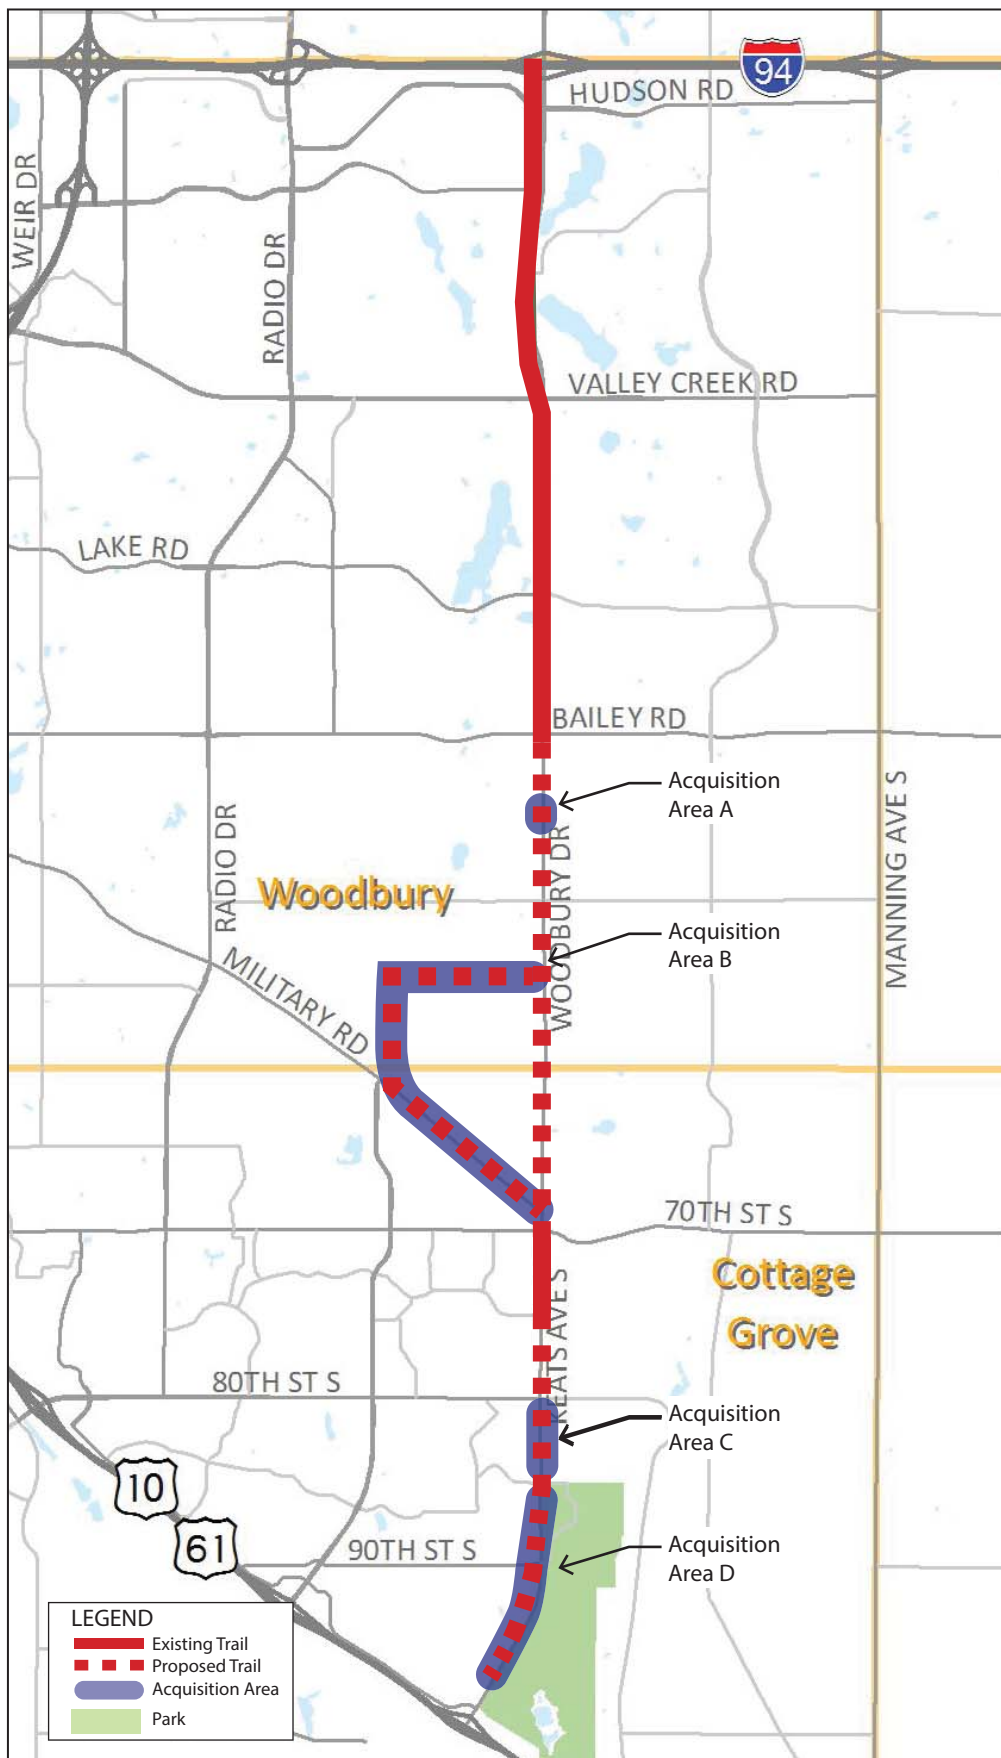 94
HUDSON RD
WEIR DR
RADIO DR
VALLEY CREEK RD
LAKE RD
BAILEY RD
Acquisition
Area A
MANNING AVE S
RADIO DR
WOODBURY DR
Woodbury
Acquisition
Area B
MILITARY RD
70TH ST S
Cottage
Grove
KEATS AVE S
80TH ST S
Acquisition
Area C
10
61
90TH ST S
Acquisition
Area D
LEGEND
Existing Trail
Proposed Trail
Acquisition Area
Park